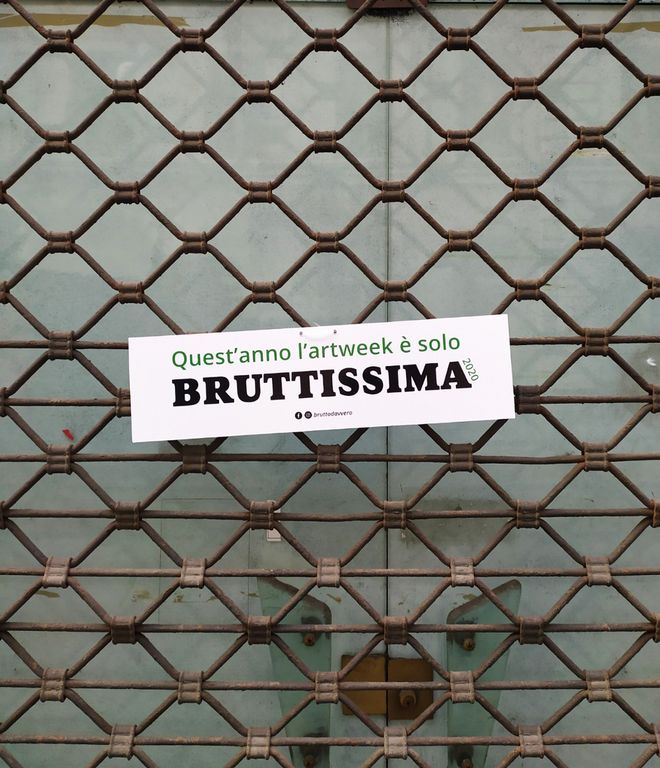 Quest'anno l'artweek è solo
BRUTTISSIMA 2020
bruttodavvero